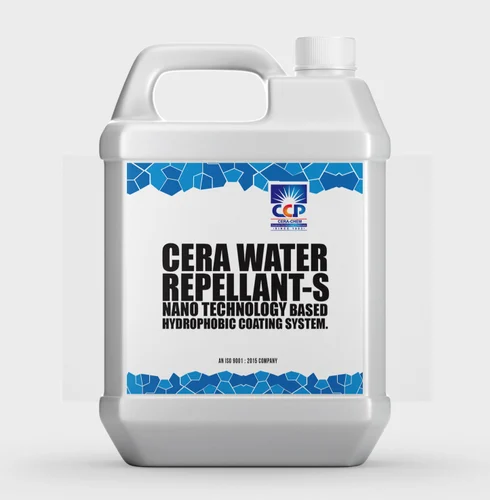 CCP
CERA-CHEM
CERA WATER
REPELLANT-S
NANO TECHNOLOGY BASED
HYDROPHOBIC COATING SYSTEM.
AN ISO 9001 : 2015 COMPANY